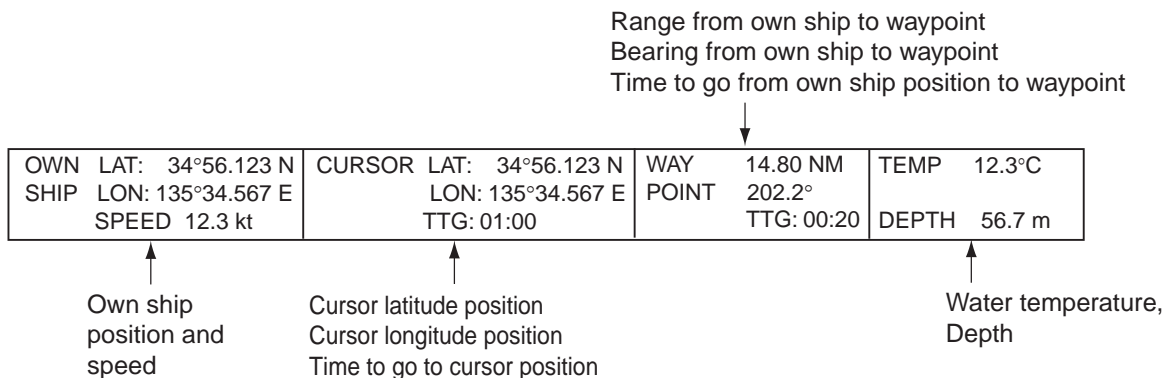 Range from own ship to waypoint
Bearing from own ship to waypoint
Time to go from own ship position to waypoint
OWN LAT: 34°56.123 N
SHIP LON: 135°34.567 E
SPEED 12.3 kt
CURSOR LAT: 34°56.123 N
LON: 135°34.567 E
TTG: 01:00
WAY 14.80 NM
POINT 202.2°
TTG: 00:20
TEMP 12.3°C
DEPTH 56.7 m
Own ship
position and
speed
Cursor latitude position
Cursor longitude position
Time to go to cursor position
Water temperature,
Depth